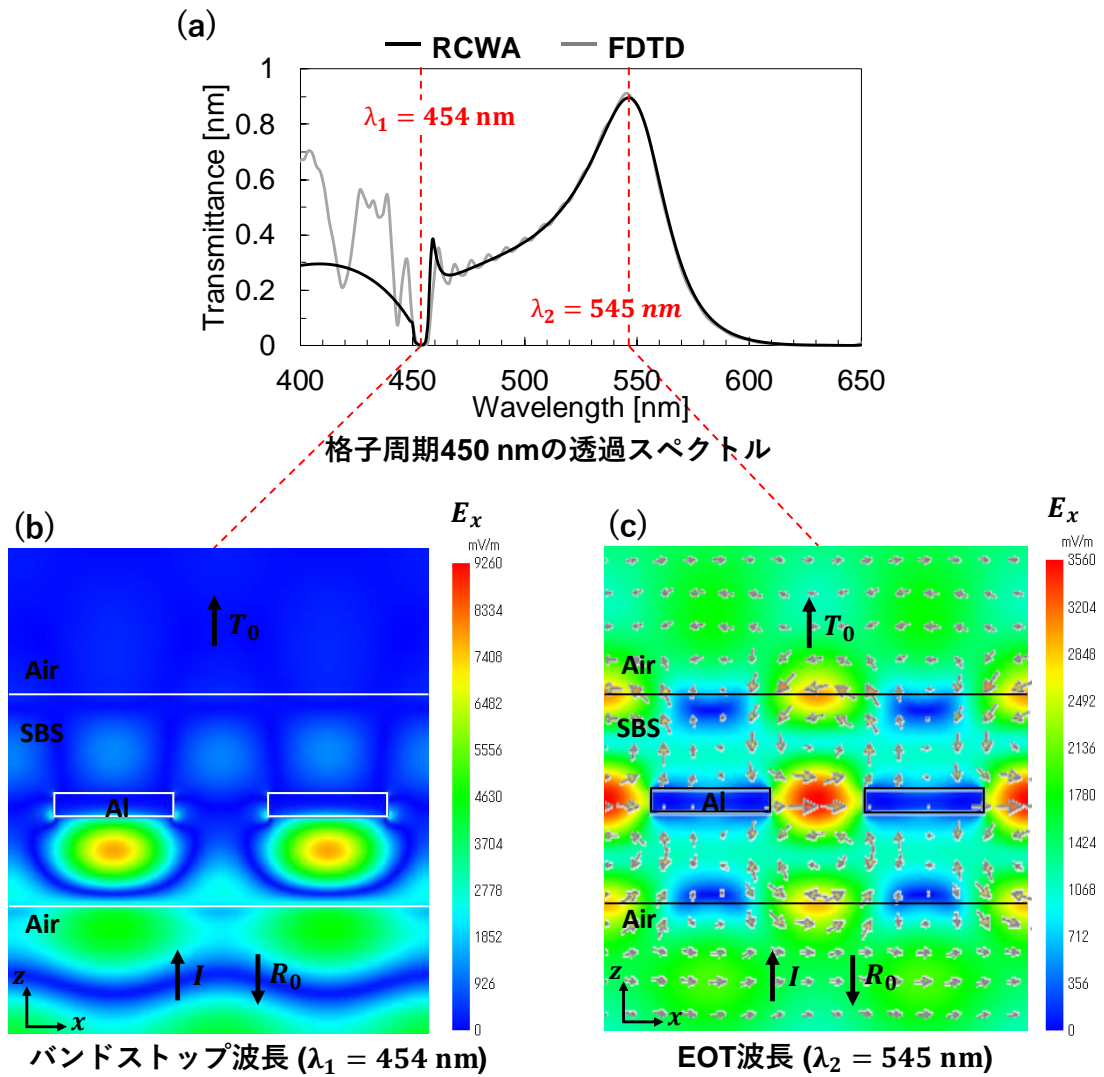 (a)
RCWA FDTD
1
0.8
0.6
0.4
0.2
0
Transmittance [nm]
λ₁ = 454 nm
λ₂ = 545 nm
400 450 500 550 600 650
Wavelength [nm]
格子周期450 nmの透過スペクトル
(b)
Eₓ
mV/m
9260
8334
7408
6482
5556
4630
3704
2778
1852
926
0
T₀
Air
SBS
Al
Air
I R₀
z
x
バンドストップ波長 (λ₁ = 454 nm)
(c)
Eₓ
mV/m
3560
3204
2848
2492
2136
1780
1424
1068
712
356
0
T₀
Air
SBS
Al
Air
I R₀
z
x
EOT波長 (λ₂ = 545 nm)